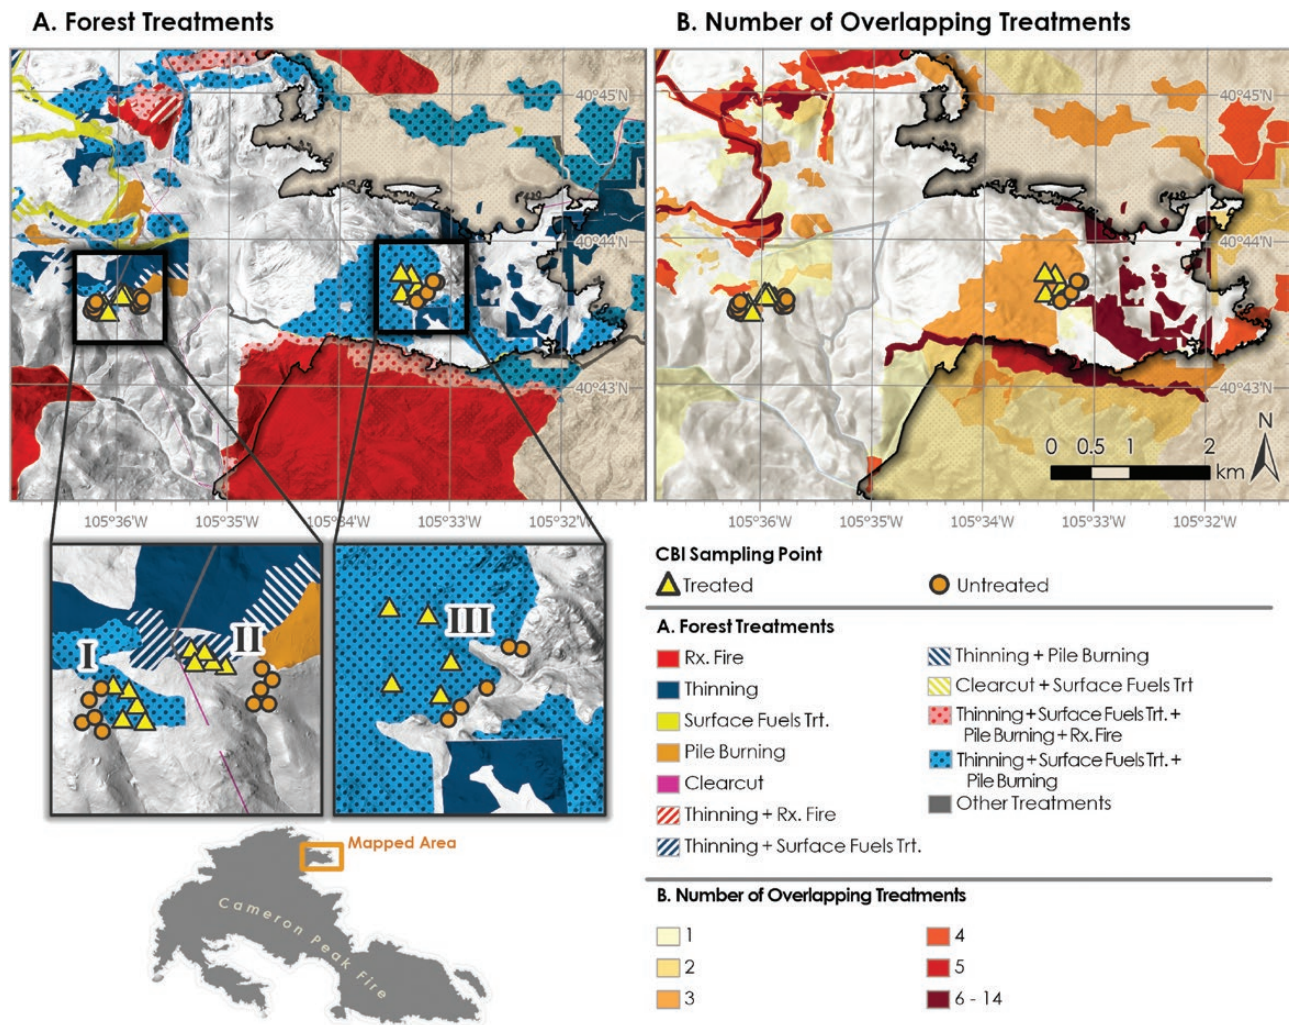 A. Forest Treatments
B. Number of Overlapping Treatments
40°45'N
40°44'N
40°43'N
40°45'N
40°44'N
40°43'N
N
0 0.5 1 2
km
105°36'W 105°35'W 105°34'W 105°33'W 105°32'W
105°36'W 105°35'W 105°34'W 105°33'W 105°32'W
I
II
III
CBI Sampling Point
Treated
Untreated
A. Forest Treatments
Rx. Fire
Thinning
Surface Fuels Trt.
Pile Burning
Clearcut
Thinning + Rx. Fire
Thinning + Surface Fuels Trt.
Thinning + Pile Burning
Clearcut + Surface Fuels Trt
Thinning + Surface Fuels Trt. +
Pile Burning + Rx. Fire
Thinning + Surface Fuels Trt. +
Pile Burning
Other Treatments
Mapped Area
Cameron Peak Fire
B. Number of Overlapping Treatments
1
2
3
4
5
6 - 14